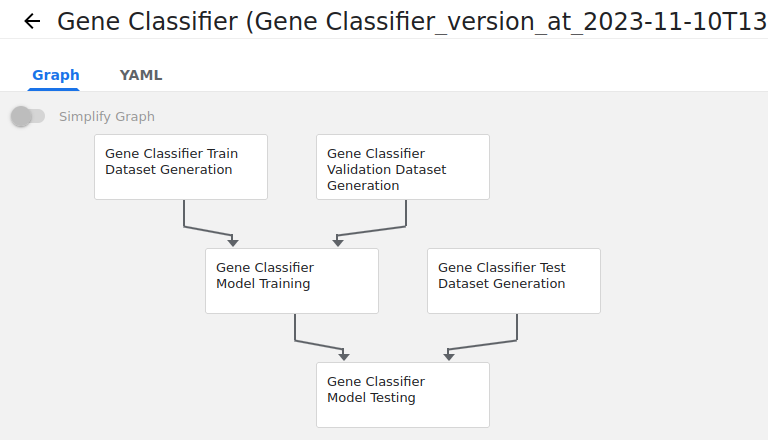 Gene Classifier (Gene Classifier_version_at_2023-11-10T13
Graph
YAML
Simplify Graph
Gene Classifier Train
Dataset Generation
Gene Classifier
Validation Dataset
Generation
Gene Classifier
Model Training
Gene Classifier Test
Dataset Generation
Gene Classifier
Model Testing